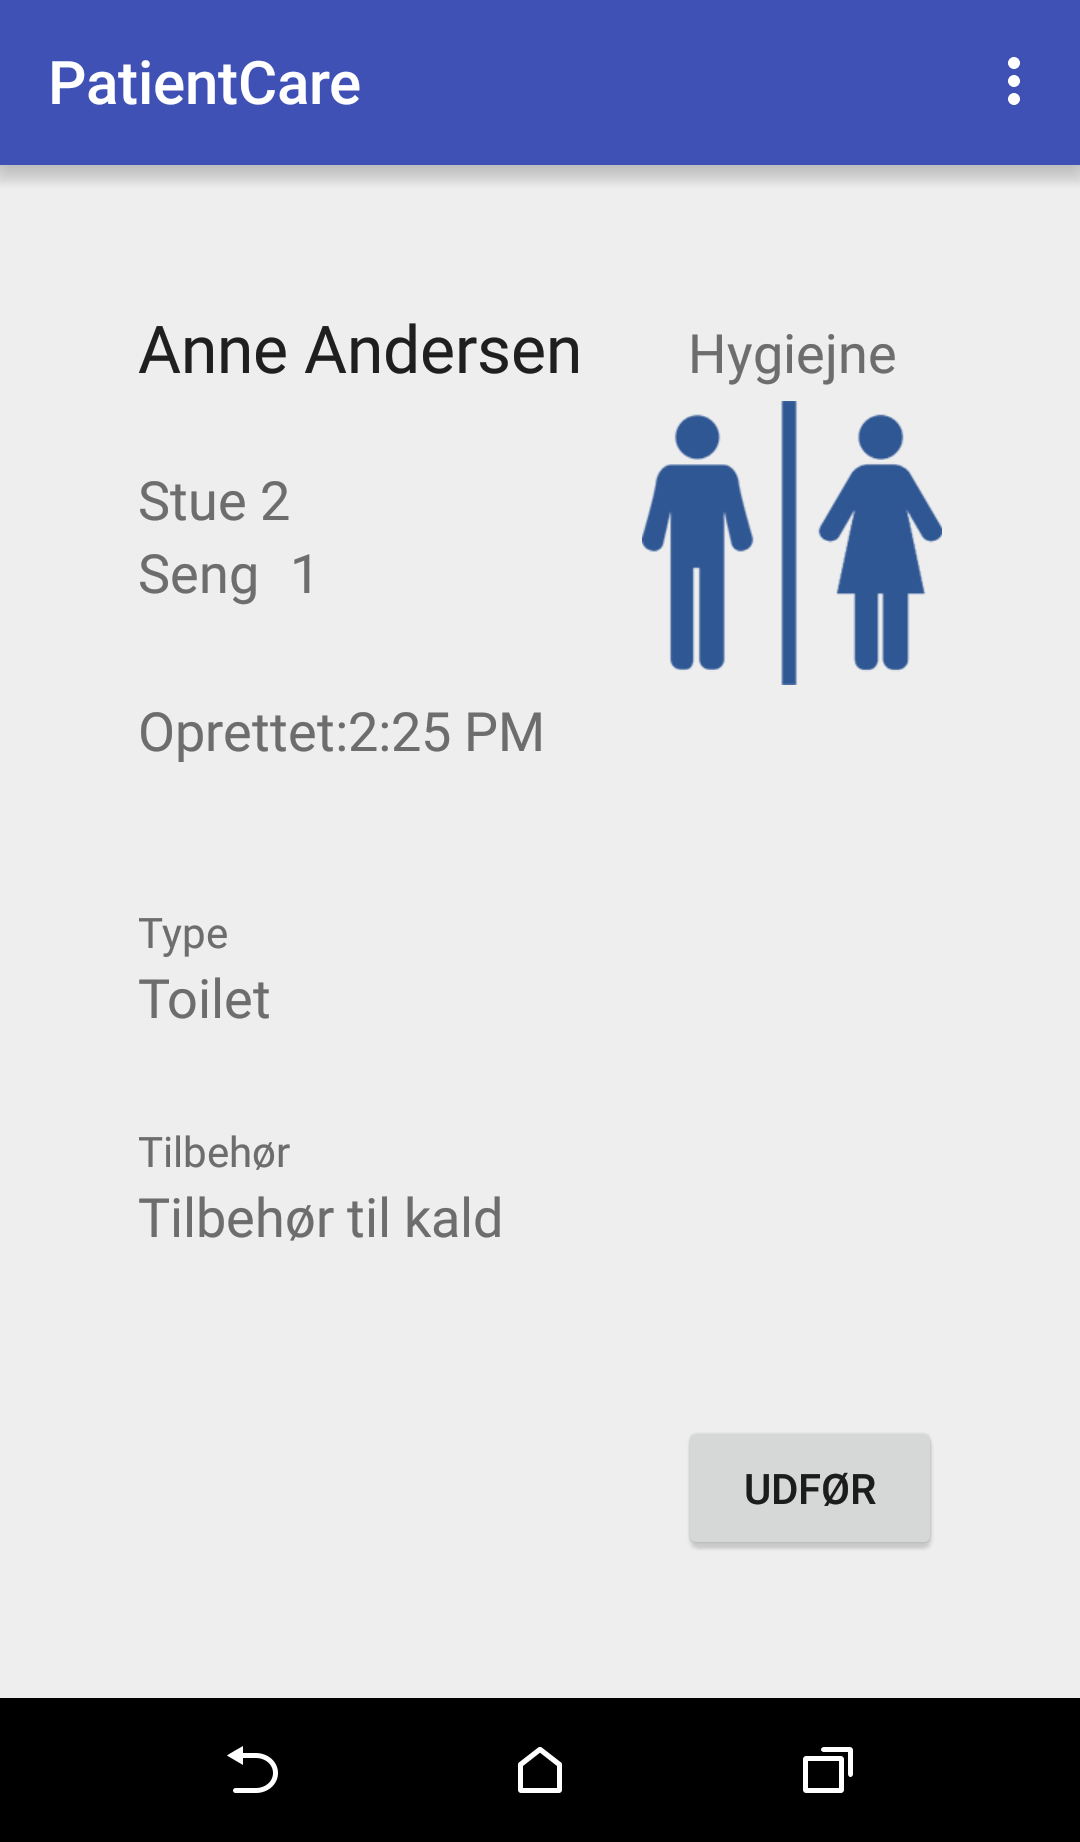 PatientCare
Anne Andersen
Hygiejne
Stue 2
Seng 1
Oprettet:2:25 PM
Type
Toilet
Tilbehør
Tilbehør til kald
UDFØR